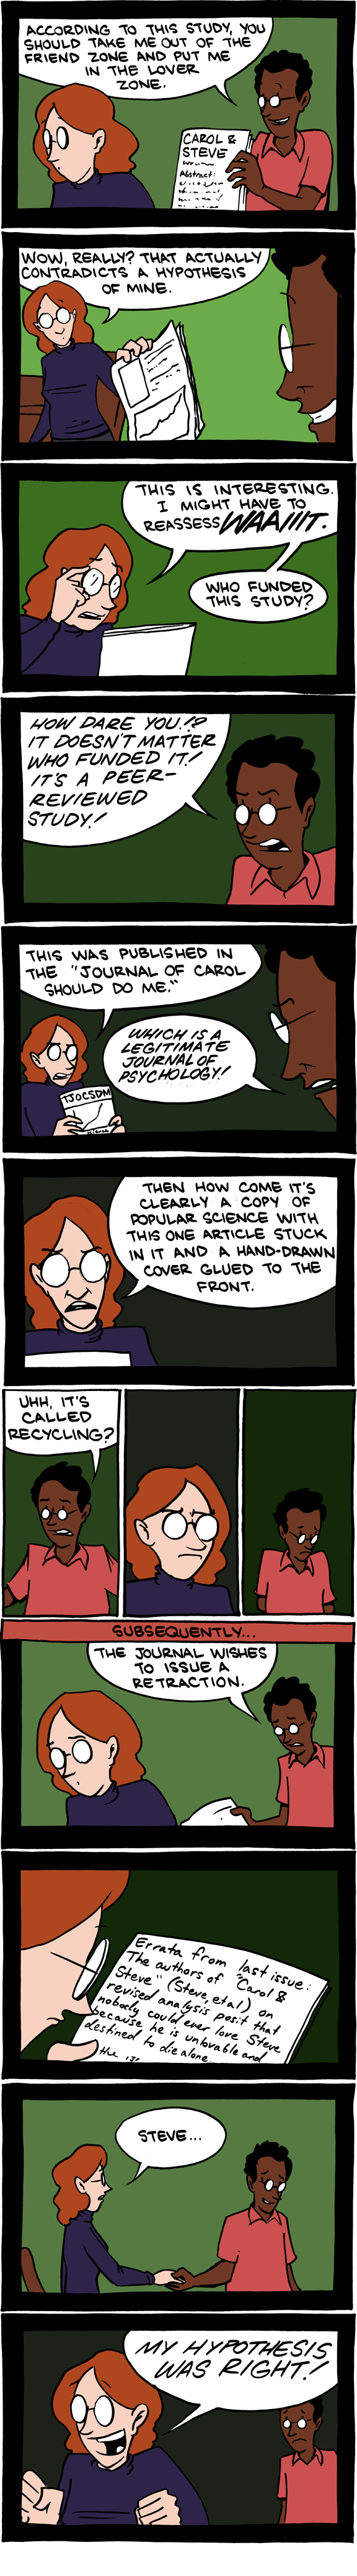 ACCORDING TO THIS STUDY, YOU
SHOULD TAKE ME OUT OF THE
FRIEND ZONE AND PUT ME
IN THE LOVER
ZONE.
CAROL &
STEVE
Abstract:
WOW, REALLY? THAT ACTUALLY
CONTRADICTS A HYPOTHESIS
OF MINE.
THIS IS INTERESTING.
I MIGHT HAVE TO
REASSESS WAAIIIT.
WHO FUNDED
THIS STUDY?
HOW DARE YOU!?
IT DOESN'T MATTER
WHO FUNDED IT!
IT'S A PEER-
REVIEWED
STUDY!
THIS WAS PUBLISHED IN
THE "JOURNAL OF CAROL
SHOULD DO ME."
TJOCSDM
WHICH IS A
LEGITIMATE
JOURNAL OF
PSYCHOLOGY!
THEN HOW COME IT'S
CLEARLY A COPY OF
POPULAR SCIENCE WITH
THIS ONE ARTICLE STUCK
IN IT AND A HAND-DRAWN
COVER GLUED TO THE
FRONT.
UHH, IT'S
CALLED
RECYCLING?
SUBSEQUENTLY...
THE JOURNAL WISHES
TO ISSUE A
RETRACTION.
Errata from last issue:
The authors of "Carol &
Steve" (Steve, et al) on
revised analysis posit that
nobody could ever love Steve
because he is unlovable and
destined to die alone.
STEVE...
MY HYPOTHESIS
WAS RIGHT!